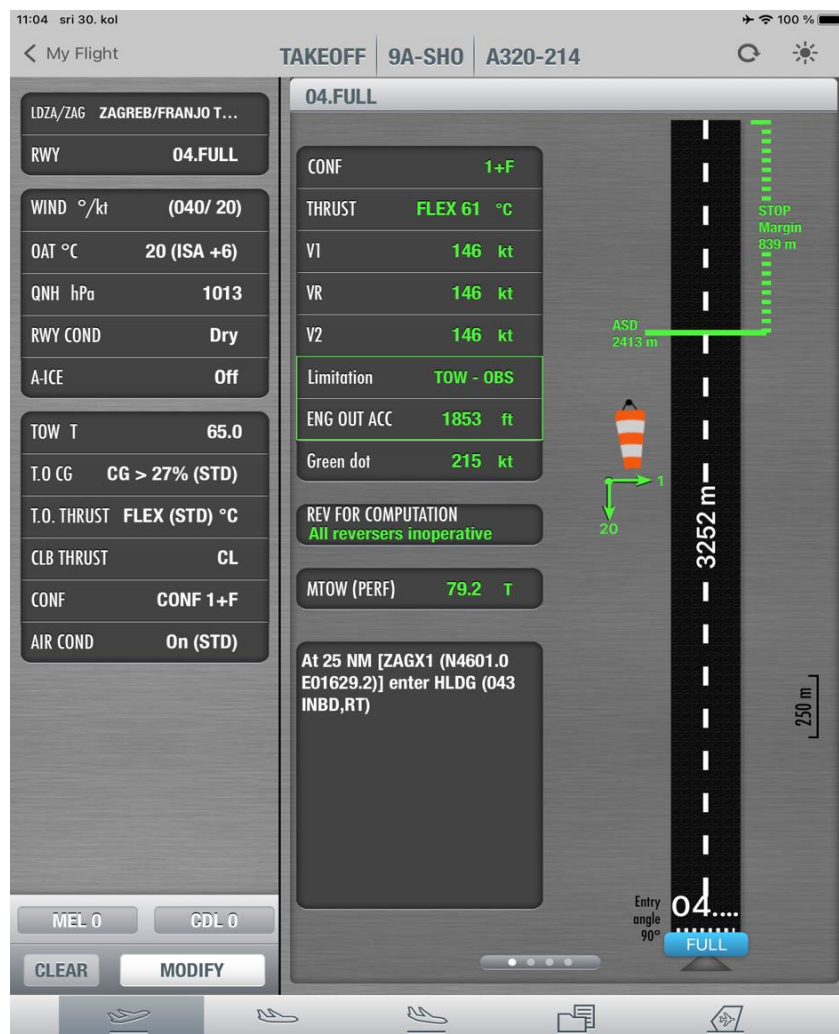 11:04 sri 30. kol
100 %
My Flight
TAKEOFF 9A-SHO A320-214
LDZA/ZAG ZAGREB/FRANJO T...
RWY 04.FULL
WIND °/kt (040/ 20)
OAT °C 20 (ISA +6)
QNH hPa 1013
RWY COND Dry
A-ICE Off
TOW T 65.0
T.O CG CG > 27% (STD)
T.O. THRUST FLEX (STD) °C
CLB THRUST CL
CONF CONF 1+F
AIR COND On (STD)
MEL 0 CDL 0
CLEAR MODIFY
04.FULL
CONF 1+F
THRUST FLEX 61 °C
V1 146 kt
VR 146 kt
V2 146 kt
Limitation TOW - OBS
ENG OUT ACC 1853 ft
Green dot 215 kt
REV FOR COMPUTATION
All reversers inoperative
MTOW (PERF) 79.2 T
At 25 NM [ZAGX1 (N4601.0
E01629.2)] enter HLDG (043
INBD,RT)
STOP
Margin
839 m
ASD
2413 m
1
20
3252 m
250 m
Entry
angle
90°
04....
FULL